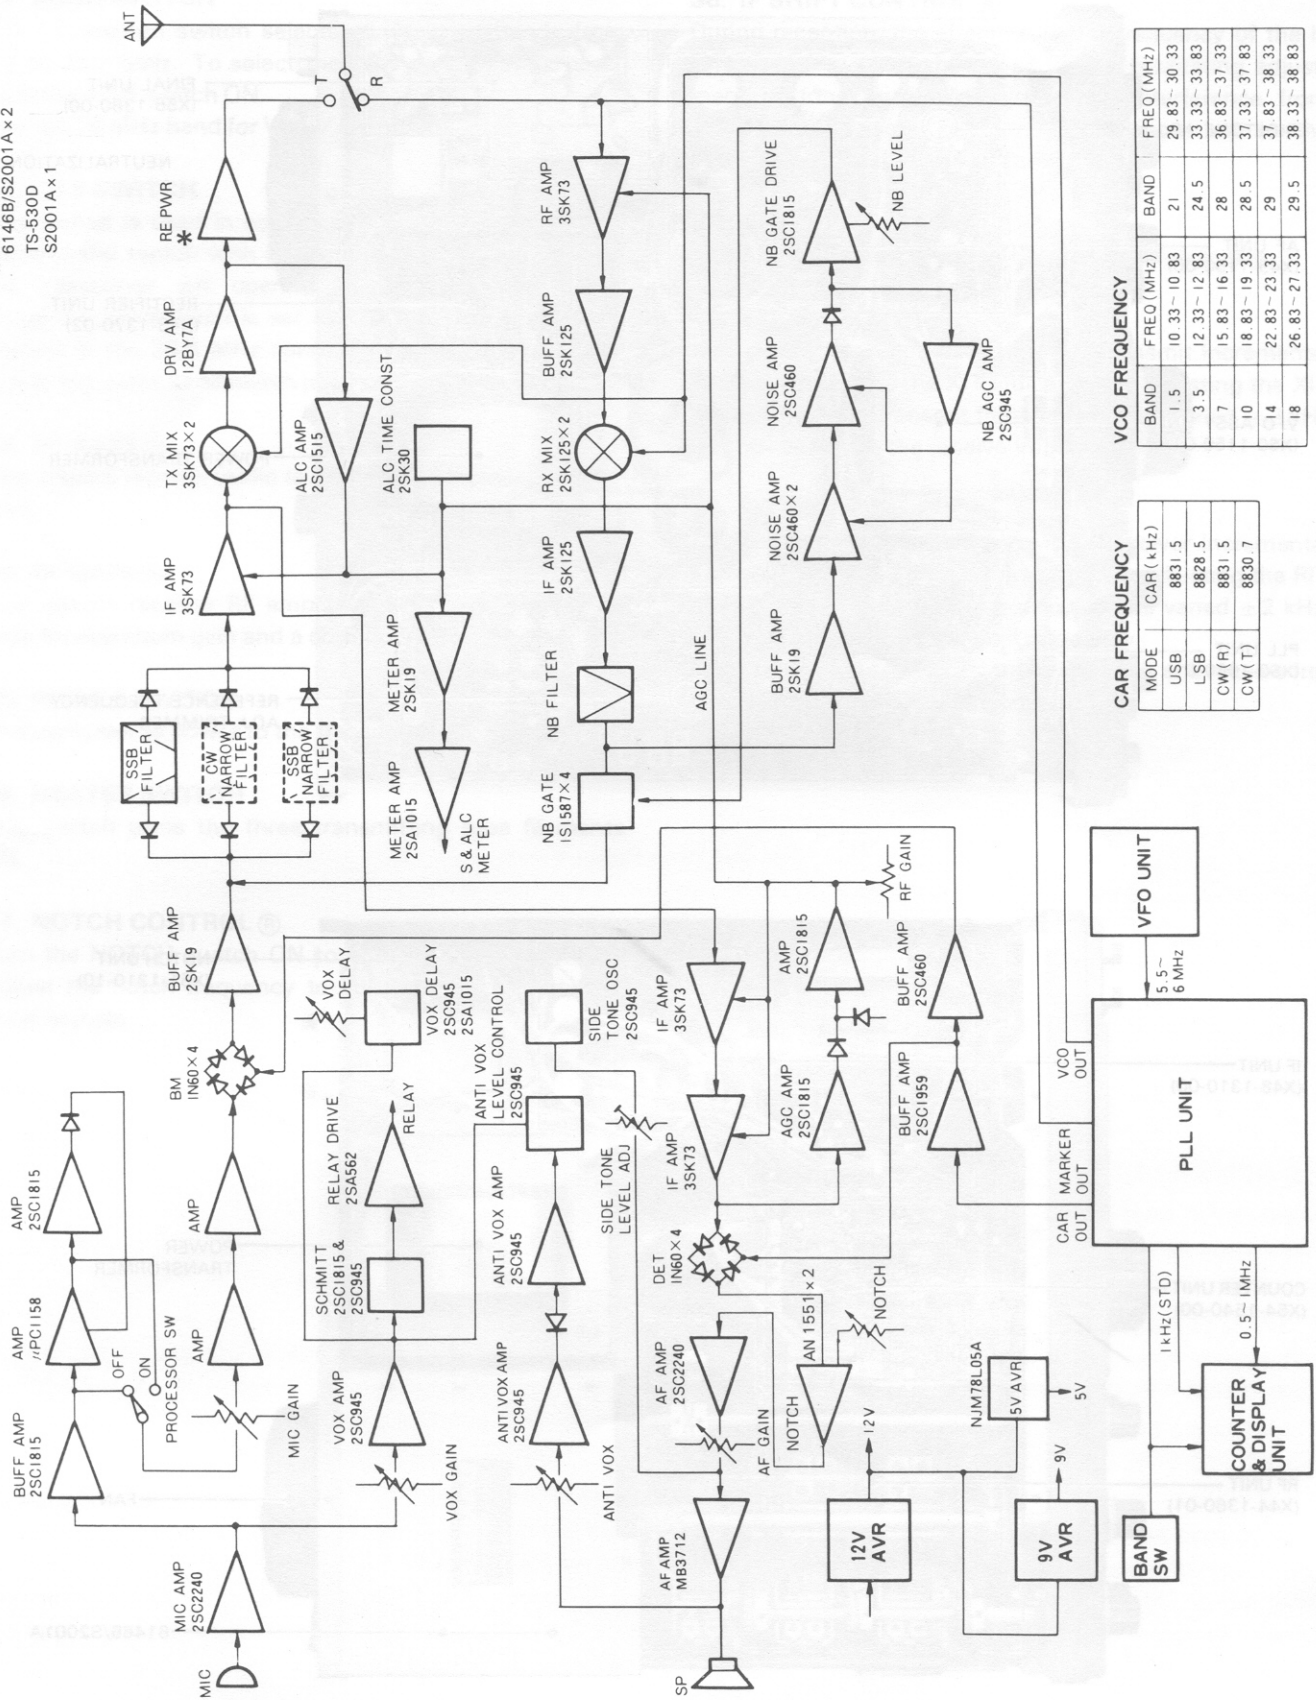 6146B/S2001A×2
TS-530D
S2001A×1
ANT
T
R
RE PWR
*
DRV AMP
12BY7A
TX MIX
3SK73×2
IF AMP
3SK73
ALC AMP
2SC1515
ALC TIME CONST
2SK30
METER AMP
2SK19
METER AMP
2SA1015
S & ALC
METER
SSB
FILTER
CW
NARROW
FILTER
SSB
NARROW
FILTER
RF AMP
3SK73
BUFF AMP
2SK125
RX MIX
2SK125×2
IF AMP
2SK125
NB FILTER
NB GATE
IS1587×4
AGC LINE
NB GATE DRIVE
2SC1815
NB LEVEL
NOISE AMP
2SC460
NB AGC AMP
2SC945
NOISE AMP
2SC460×2
BUFF AMP
2SK19
VCO FREQUENCY
BAND FREQ(MHz) BAND FREQ(MHz)
1.5 10.33~10.83 21 29.83~30.33
3.5 12.33~12.83 24.5 33.33~33.83
7 15.83~16.33 28 36.83~37.33
10 18.83~19.33 28.5 37.33~37.83
14 22.83~23.33 29 37.83~38.33
18 26.83~27.33 29.5 38.33~38.83
CAR FREQUENCY
MODE CAR(kHz)
USB 8831.5
LSB 8828.5
CW(R) 8831.5
CW(T) 8830.7
MIC
MIC AMP
2SC2240
BUFF AMP
2SC1815
AMP
μPC1158
AMP
2SC1815
OFF
ON
PROCESSOR SW
MIC GAIN
AMP
AMP
BM
IN60×4
BUFF AMP
2SK19
VOX GAIN
VOX AMP
2SC945
SCHMITT
2SC1815 &
2SC945
RELAY DRIVE
2SA562
RELAY
VOX
DELAY
VOX DELAY
2SC945
2SA1015
ANTI VOX
ANTI VOX AMP
2SC945
ANTI VOX AMP
2SC945
ANTI VOX
LEVEL CONTROL
2SC945
SIDE
TONE OSC
2SC945
SIDE TONE
LEVEL ADJ
SP
AF AMP
MB3712
AF GAIN
AF AMP
2SC2240
NOTCH
AN 1551×2
NOTCH
DET
IN60×4
IF AMP
3SK73
IF AMP
3SK73
AGC AMP
2SC1815
AMP
2SC1815
RF GAIN
BUFF AMP
2SC1959
BUFF AMP
2SC460
12V
AVR
12V
NJM78L05A
5V AVR
5V
9V
AVR
9V
BAND
SW
COUNTER
& DISPLAY
UNIT
1kHz(STD)
0.5MHz
PLL UNIT
CAR
OUT
MARKER
OUT
VCO
OUT
5.5~
6MHz
VFO UNIT